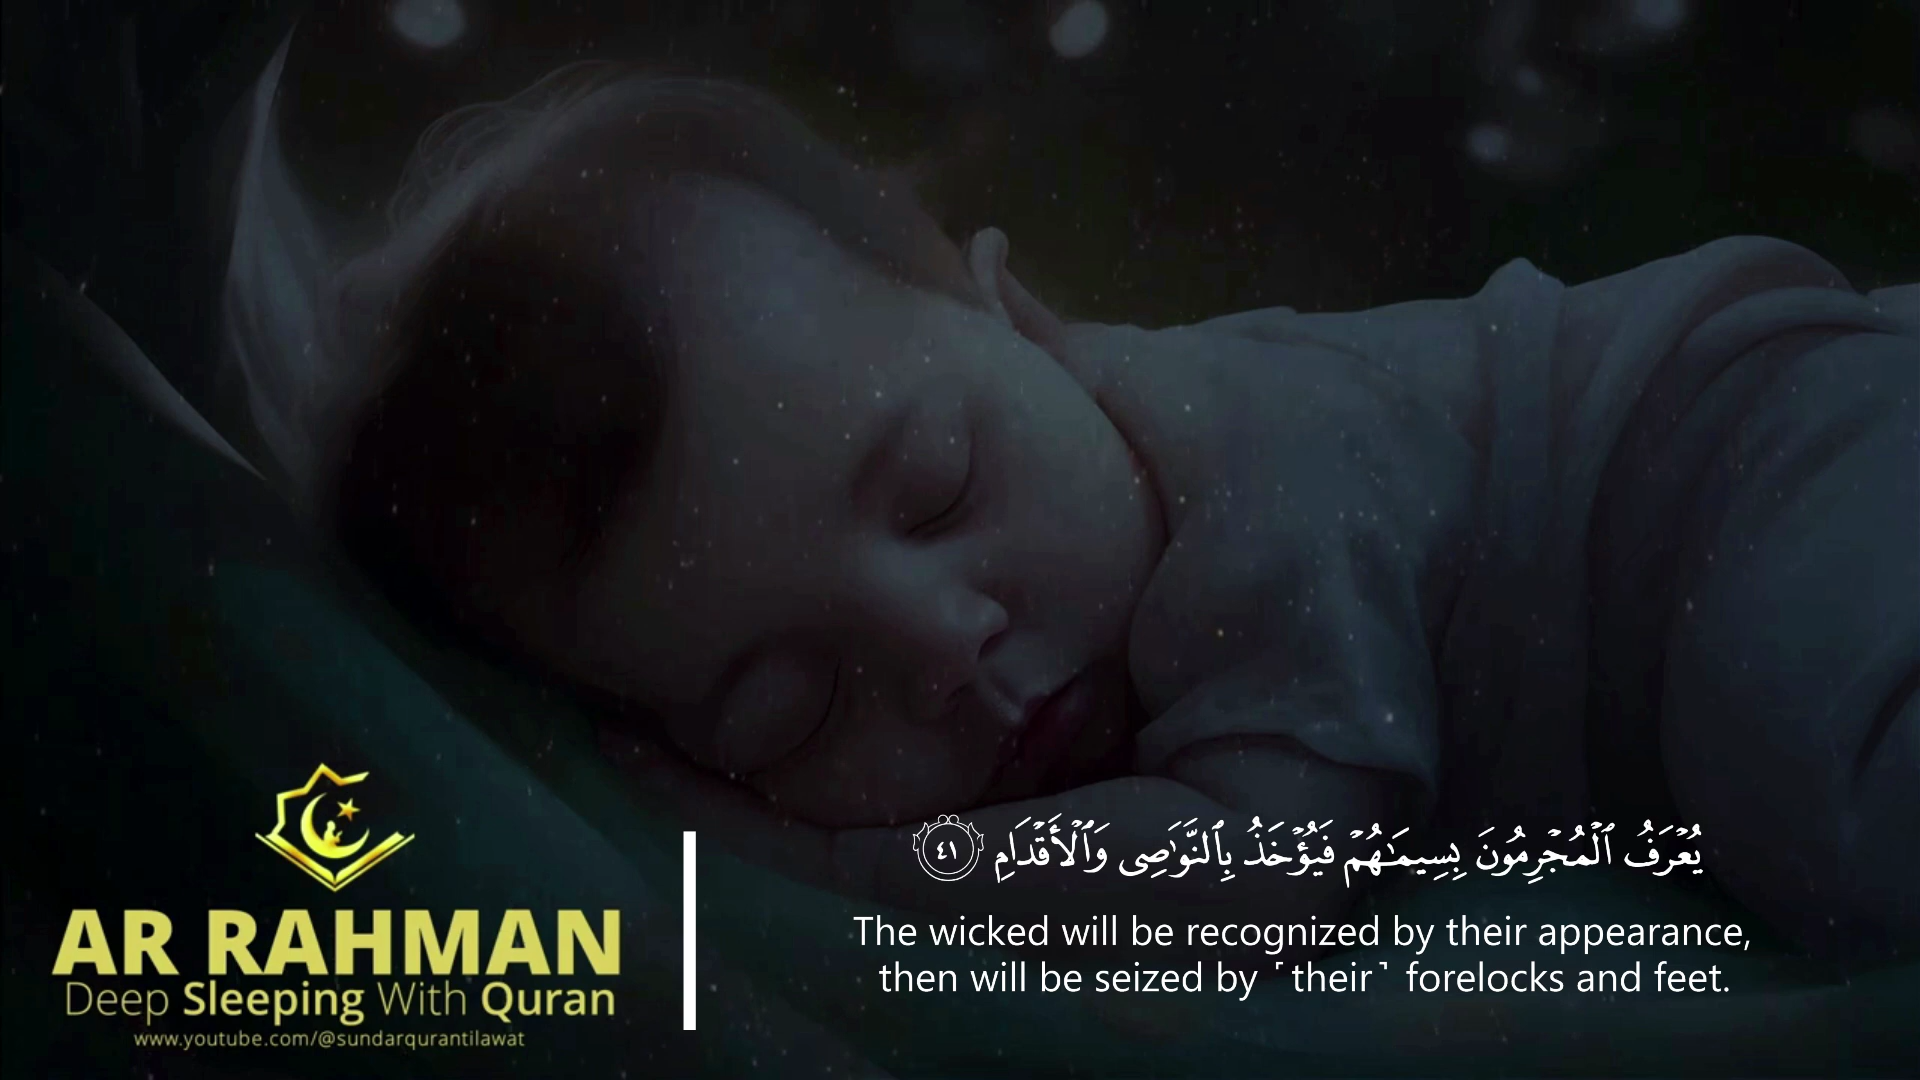 AR RAHMAN
Deep Sleeping With Quran
www.youtube.com/@sundarqurantilawat
يُعْرَفُ ٱلْمُجْرِمُونَ بِسِيمَـٰهُمْ فَيُؤْخَذُ بِٱلنَّوَٰصِى وَٱلْأَقْدَامِ ٤١
The wicked will be recognized by their appearance,
then will be seized by ˹their˺ forelocks and feet.